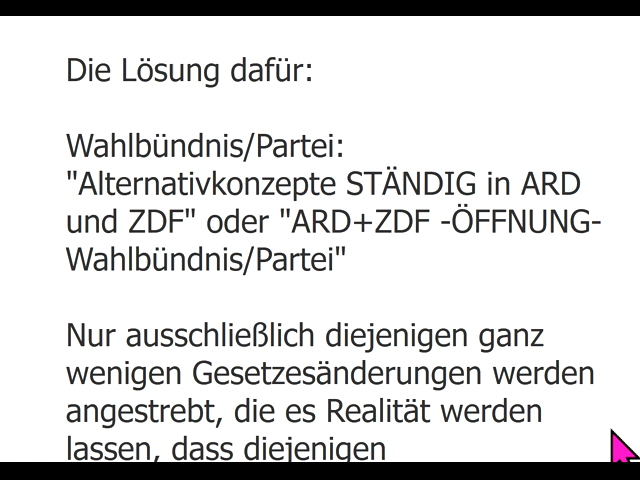 Die Lösung dafür:
Wahlbündnis/Partei:
"Alternativkonzepte STÄNDIG in ARD
und ZDF" oder "ARD+ZDF -ÖFFNUNG-
Wahlbündnis/Partei"
Nur ausschließlich diejenigen ganz
wenigen Gesetzesänderungen werden
angestrebt, die es Realität werden
lassen, dass diejenigen